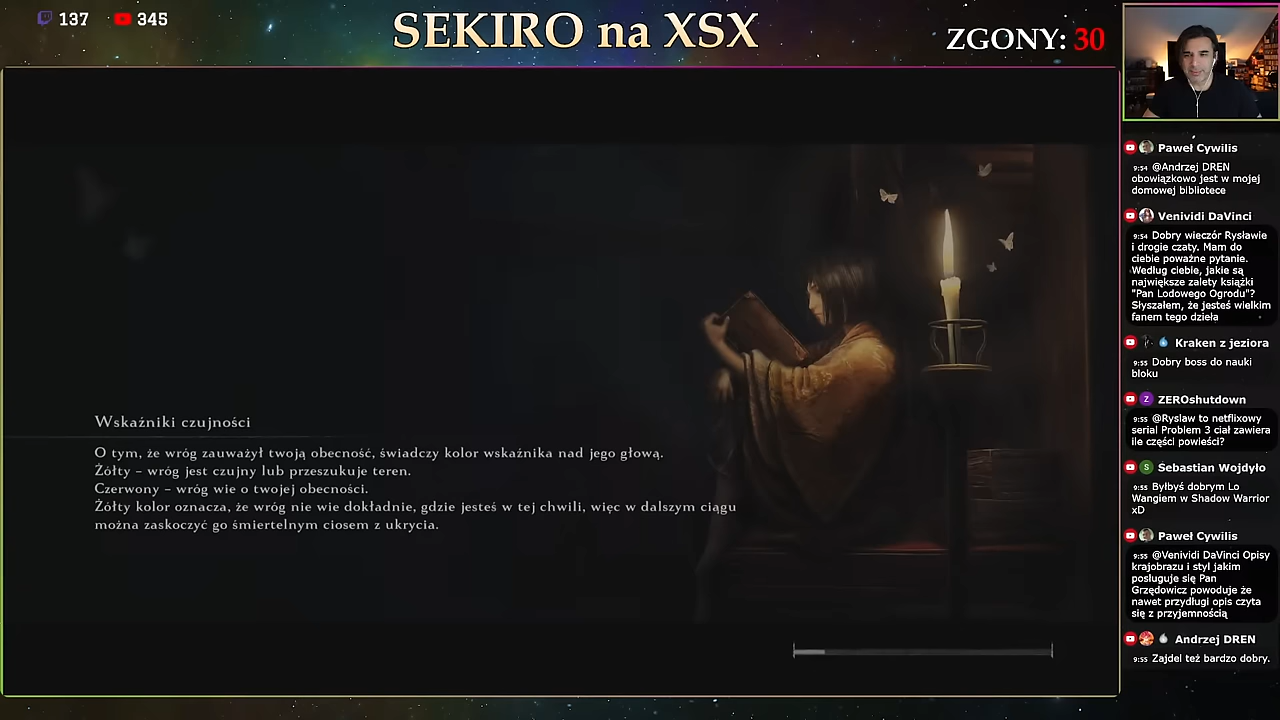 137
345
SEKIRO na XSX
ZGONY: 30
Wskaźniki czujności
O tym, że wróg zauważył twoją obecność, świadczy kolor wskaźnika nad jego głową.
Żółty – wróg jest czujny lub przeszukuje teren.
Czerwony – wróg wie o twojej obecności.
Żółty kolor oznacza, że wróg nie wie dokładnie, gdzie jesteś w tej chwili, więc w dalszym ciągu
można zaskoczyć go śmiertelnym ciosem z ukrycia.
Paweł Cywilis
9:54 @Andrzej DREN
obowiązkowo jest w mojej
domowej bibliotece
Venividi DaVinci
9:54 Dobry wieczór Rysławie
i drogie czaty. Mam do
ciebie poważne pytanie.
Według ciebie, jakie są
największe zalety książki
"Pan Lodowego Ogrodu"?
Słyszałem, że jesteś wielkim
fanem tego dzieła
Kraken z jeziora
9:55 Dobry boss do nauki
bloku
Z ZEROshutdown
9:55 @Rysław to netflixowy
serial Problem 3 ciał zawiera
ile części powieści?
S Sebastian Wojdyło
9:55 Byłbyś dobrym Lo
Wangiem w Shadow Warrior
xD
Paweł Cywilis
9:55 @Venividi DaVinci Opisy
krajobrazu i styl jakim
posługuje się Pan
Grzędowicz powoduje że
nawet przydługi opis czyta
się z przyjemnością
Andrzej DREN
9:55 Zajdel też bardzo dobry.